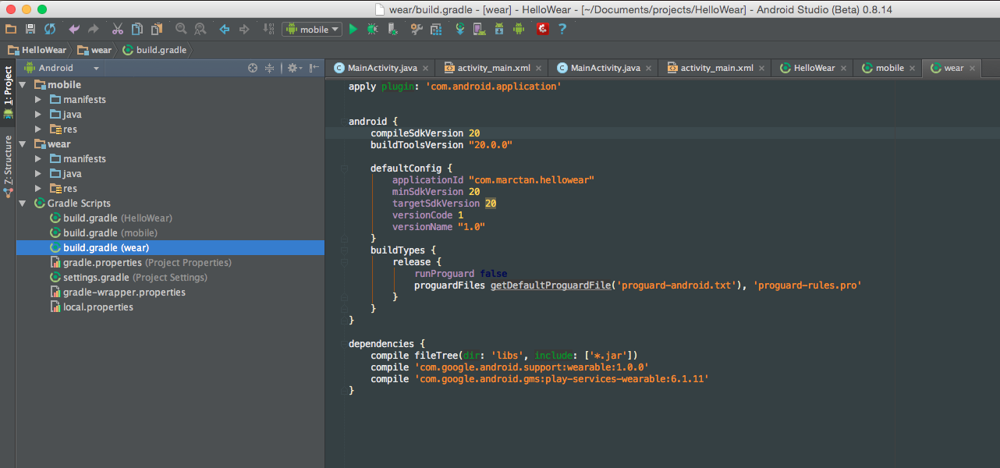 wear/build.gradle - [wear] - HelloWear - [~/Documents/projects/HelloWear] - Android Studio (Beta) 0.8.14
mobile
HelloWear wear build.gradle
1: Project
Z: Structure
Android
mobile
manifests
java
res
wear
manifests
java
res
Gradle Scripts
build.gradle (HelloWear)
build.gradle (mobile)
build.gradle (wear)
gradle.properties (Project Properties)
settings.gradle (Project Settings)
gradle-wrapper.properties
local.properties
MainActivity.java activity_main.xml MainActivity.java activity_main.xml HelloWear mobile wear
apply plugin: 'com.android.application'
android {
compileSdkVersion 20
buildToolsVersion "20.0.0"
defaultConfig {
applicationId "com.marctan.hellowear"
minSdkVersion 20
targetSdkVersion 20
versionCode 1
versionName "1.0"
}
buildTypes {
release {
runProguard false
proguardFiles getDefaultProguardFile('proguard-android.txt'), 'proguard-rules.pro'
}
}
}
dependencies {
compile fileTree(dir: 'libs', include: ['*.jar'])
compile 'com.google.android.support:wearable:1.0.0'
compile 'com.google.android.gms:play-services-wearable:6.1.11'
}